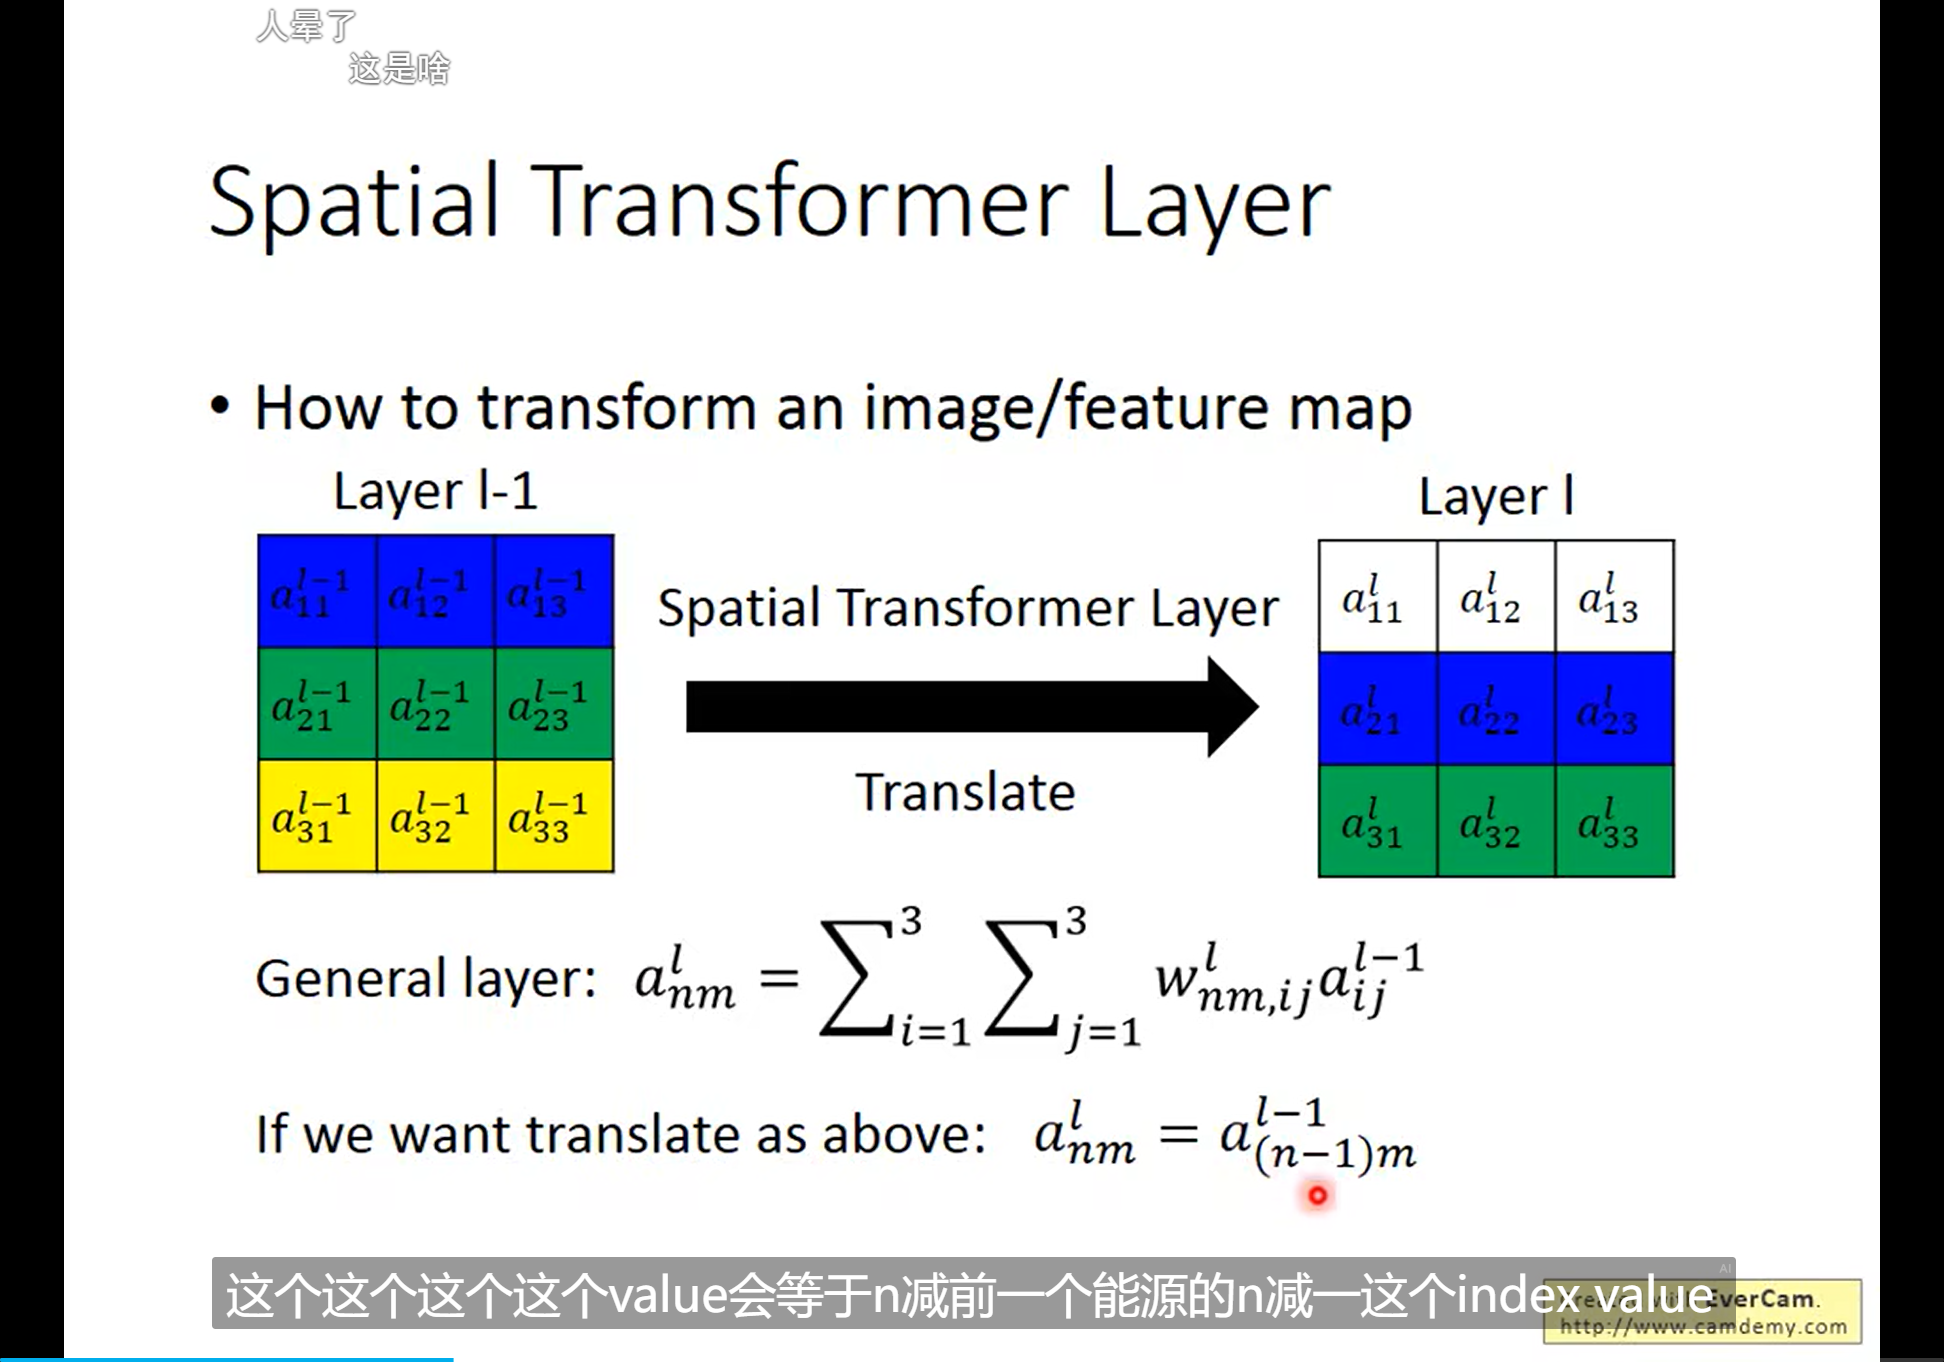 人晕了
这是啥
Spatial Transformer Layer
• How to transform an image/feature map
Layer l-1
Layer l
a_{11}^{l-1} a_{12}^{l-1} a_{13}^{l-1}
a_{21}^{l-1} a_{22}^{l-1} a_{23}^{l-1}
a_{31}^{l-1} a_{32}^{l-1} a_{33}^{l-1}
Spatial Transformer Layer
Translate
a_{11}^{l} a_{12}^{l} a_{13}^{l}
a_{21}^{l} a_{22}^{l} a_{23}^{l}
a_{31}^{l} a_{32}^{l} a_{33}^{l}
General layer: a_{nm}^{l} = \sum_{i=1}^{3} \sum_{j=1}^{3} w_{nm,ij}^{l} a_{ij}^{l-1}
If we want translate as above: a_{nm}^{l} = a_{(n-1)m}^{l-1}
这个这个这个这个value会等于n减前一个能源的n减一这个index value
AI
EverCam.
http://www.camdemy.com